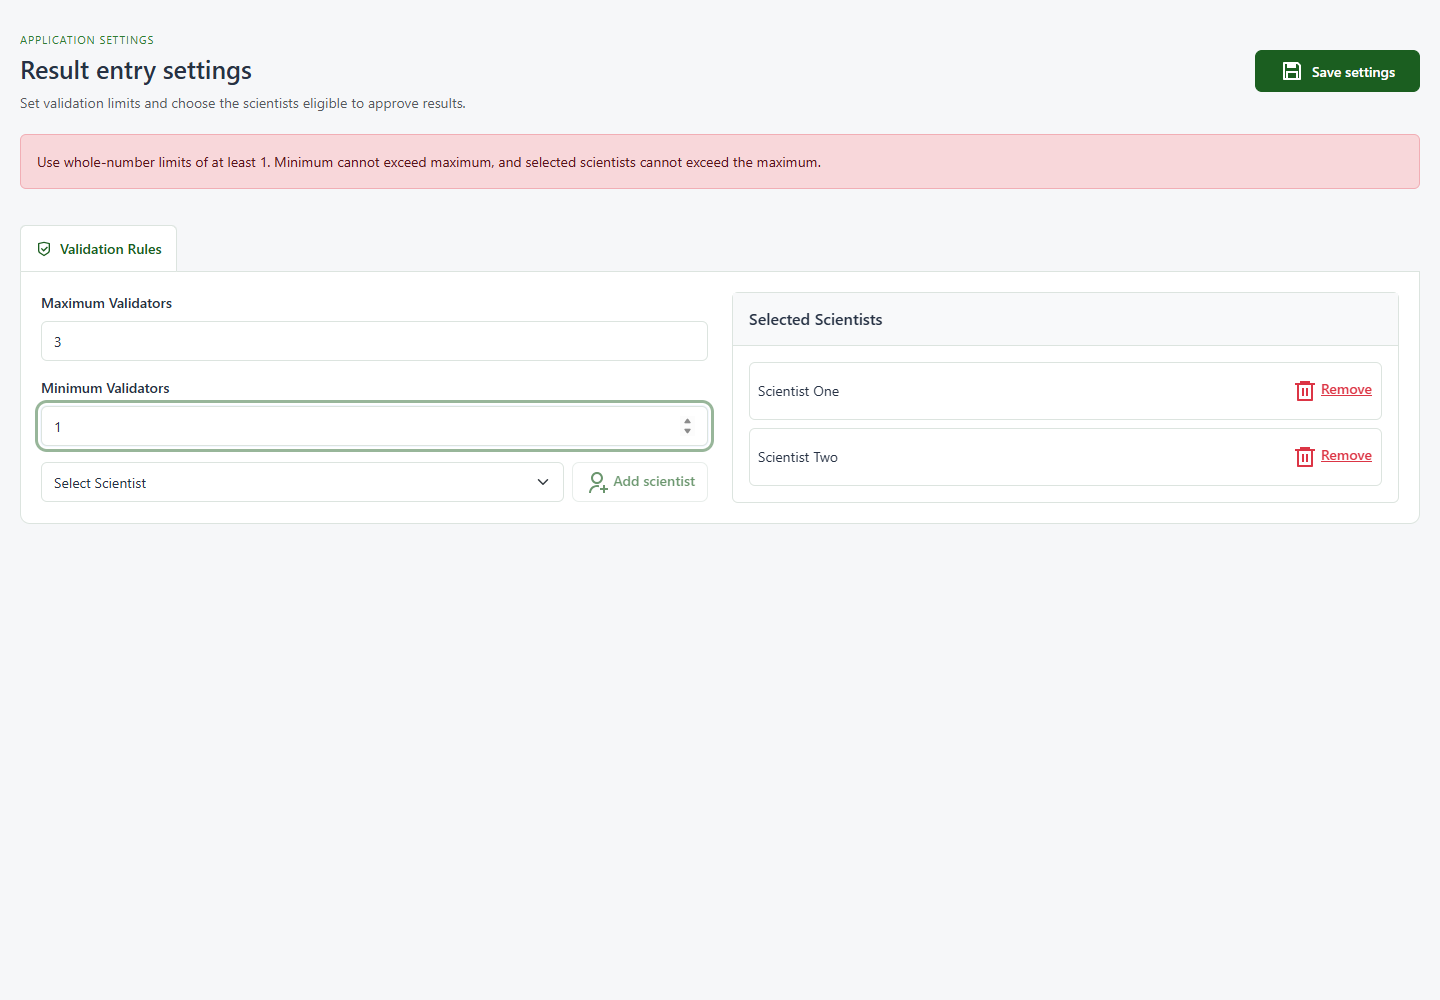 APPLICATION SETTINGS
Result entry settings
Set validation limits and choose the scientists eligible to approve results.
Save settings
Use whole-number limits of at least 1. Minimum cannot exceed maximum, and selected scientists cannot exceed the maximum.
Validation Rules
Maximum Validators
3
Minimum Validators
1
Select Scientist
Add scientist
Selected Scientists
Scientist One
Remove
Scientist Two
Remove